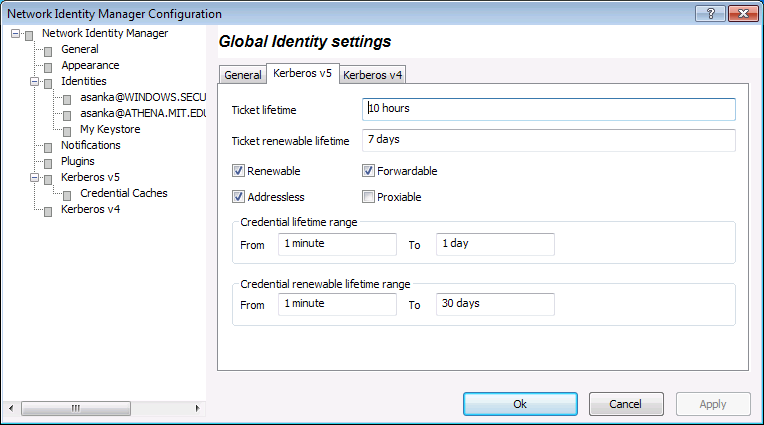 Network Identity Manager Configuration
Network Identity Manager
General
Appearance
Identities
asanka@WINDOWS.SECU
asanka@ATHENA.MIT.EDU
My Keystore
Notifications
Plugins
Kerberos v5
Credential Caches
Kerberos v4
Global Identity settings
General Kerberos v5 Kerberos v4
Ticket lifetime 10 hours
Ticket renewable lifetime 7 days
Renewable Forwardable
Addressless Proxiable
Credential lifetime range
From 1 minute To 1 day
Credential renewable lifetime range
From 1 minute To 30 days
Ok Cancel Apply